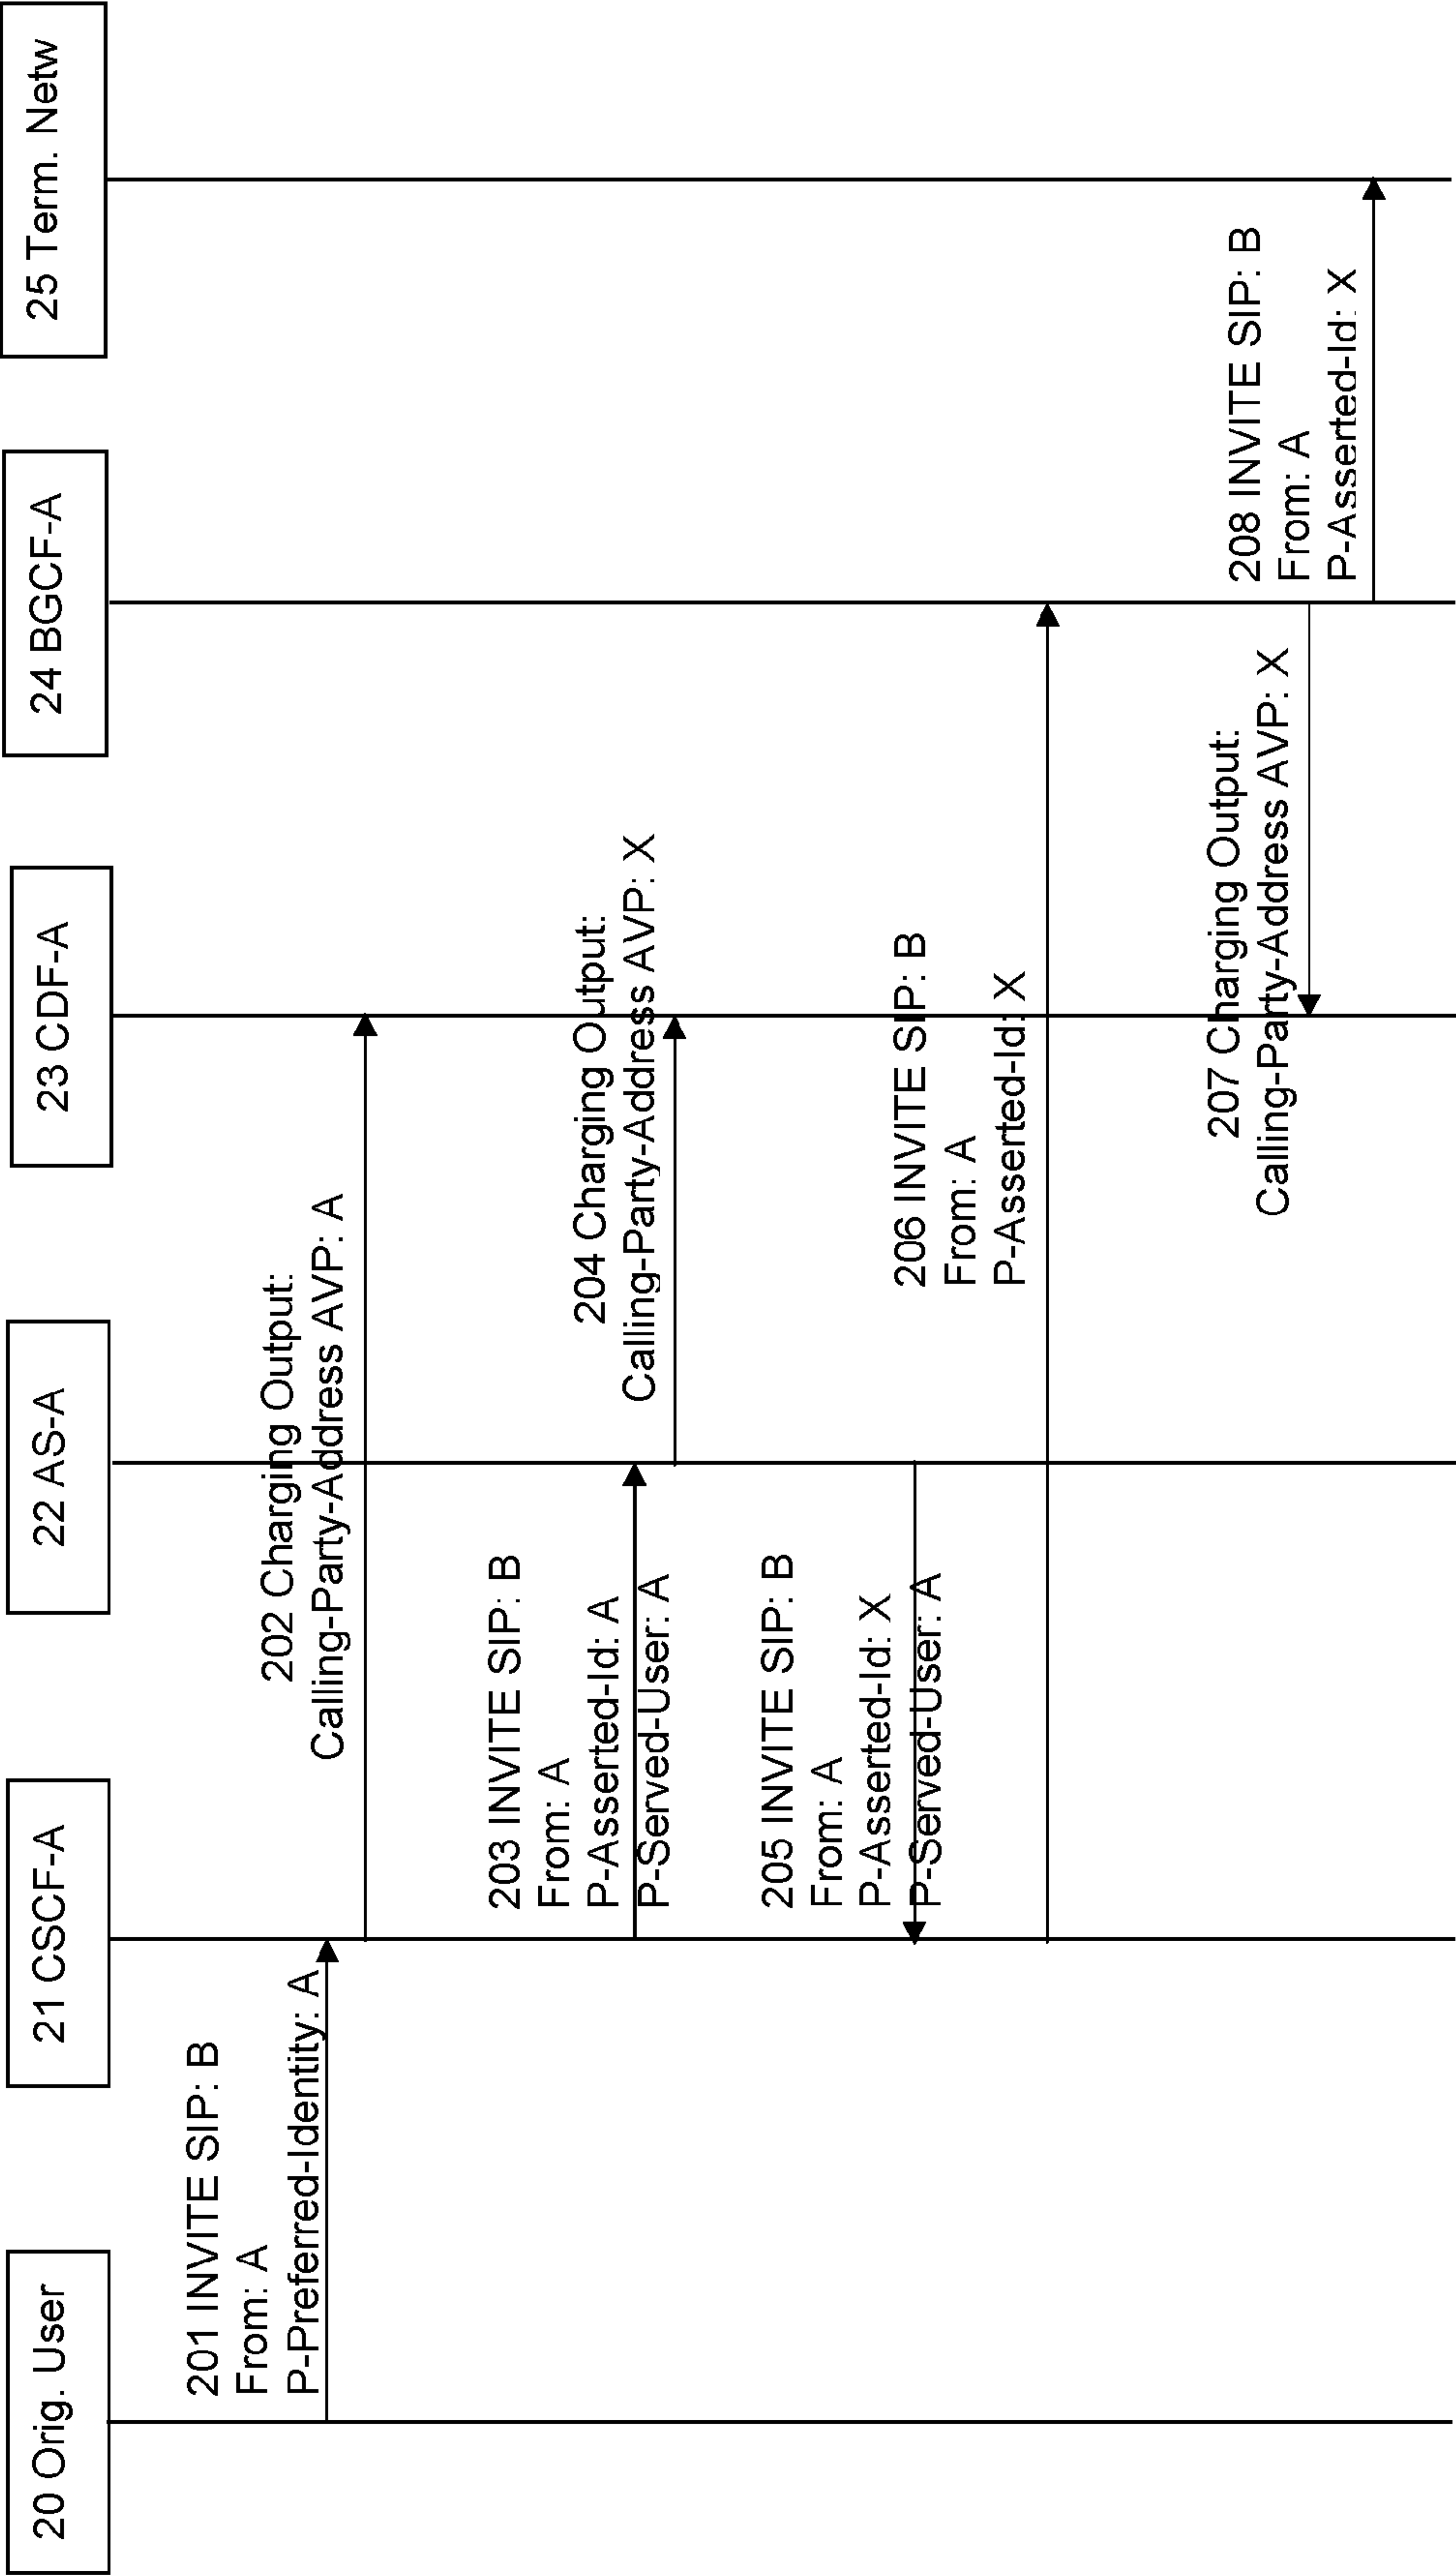 20 Orig. User
21 CSCF-A
22 AS-A
23 CDF-A
24 BGCF-A
25 Term. Netw
201 INVITE SIP: B
From: A
P-Preferred-Identity: A
202 Charging Output:
Calling-Party-Address AVP: A
203 INVITE SIP: B
From: A
P-Asserted-Id: A
P-Served-User: A
204 Charging Output:
Calling-Party-Address AVP: X
205 INVITE SIP: B
From: A
P-Asserted-Id: X
P-Served-User: A
206 INVITE SIP: B
From: A
P-Asserted-Id: X
207 Charging Output:
Calling-Party-Address AVP: X
208 INVITE SIP: B
From: A
P-Asserted-Id: X